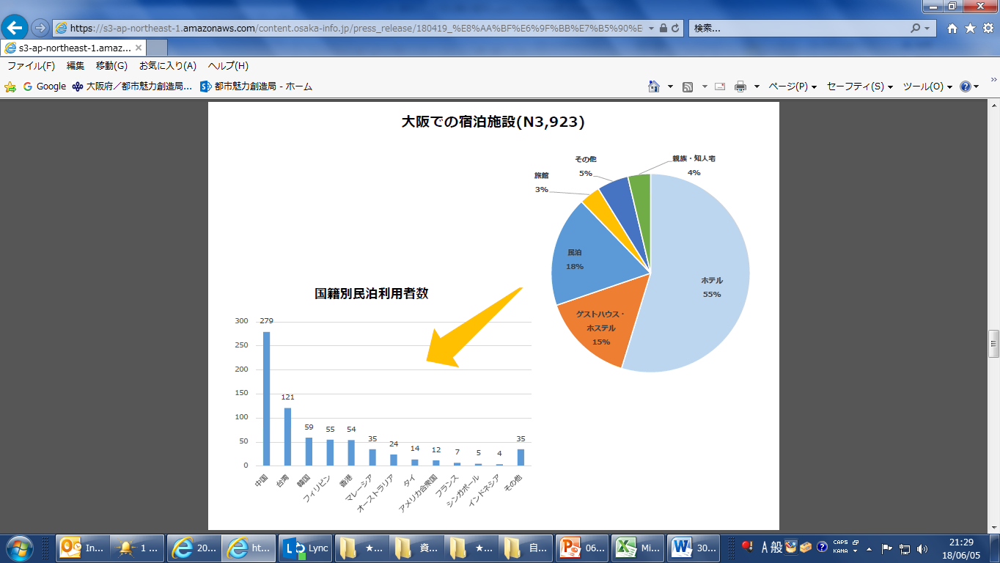 https://s3-ap-northeast-1.amazonaws.com/content.osaka-info.jp/press_release/180419_%E8%AA%BF%E6%9F%BB%E7%B5%90%E
検索...
s3-ap-northeast-1.amaz...
ファイル(F) 編集 移動(G) お気に入り(A) ヘルプ(H)
Google 大阪府／都市魅力創造局... 都市魅力創造局 - ホーム
ページ(P) セーフティ(S) ツール(O)
大阪での宿泊施設(N3,923)
その他
5%
親族・知人宅
4%
旅館
3%
民泊
18%
ホテル
55%
ゲストハウス・
ホステル
15%
国籍別民泊利用者数
300
250
200
150
100
50
0
279
121
59
55
54
35
24
14
12
7
5
4
35
中国
台湾
韓国
フィリピン
香港
マレーシア
オーストラリア
タイ
アメリカ合衆国
フランス
シンガポール
インドネシア
その他
In...
1 ...
20...
ht...
Lync
★...
資...
★...
自...
06...
Mi...
30...
A 般
CAPS
KANA
21:29
18/06/05